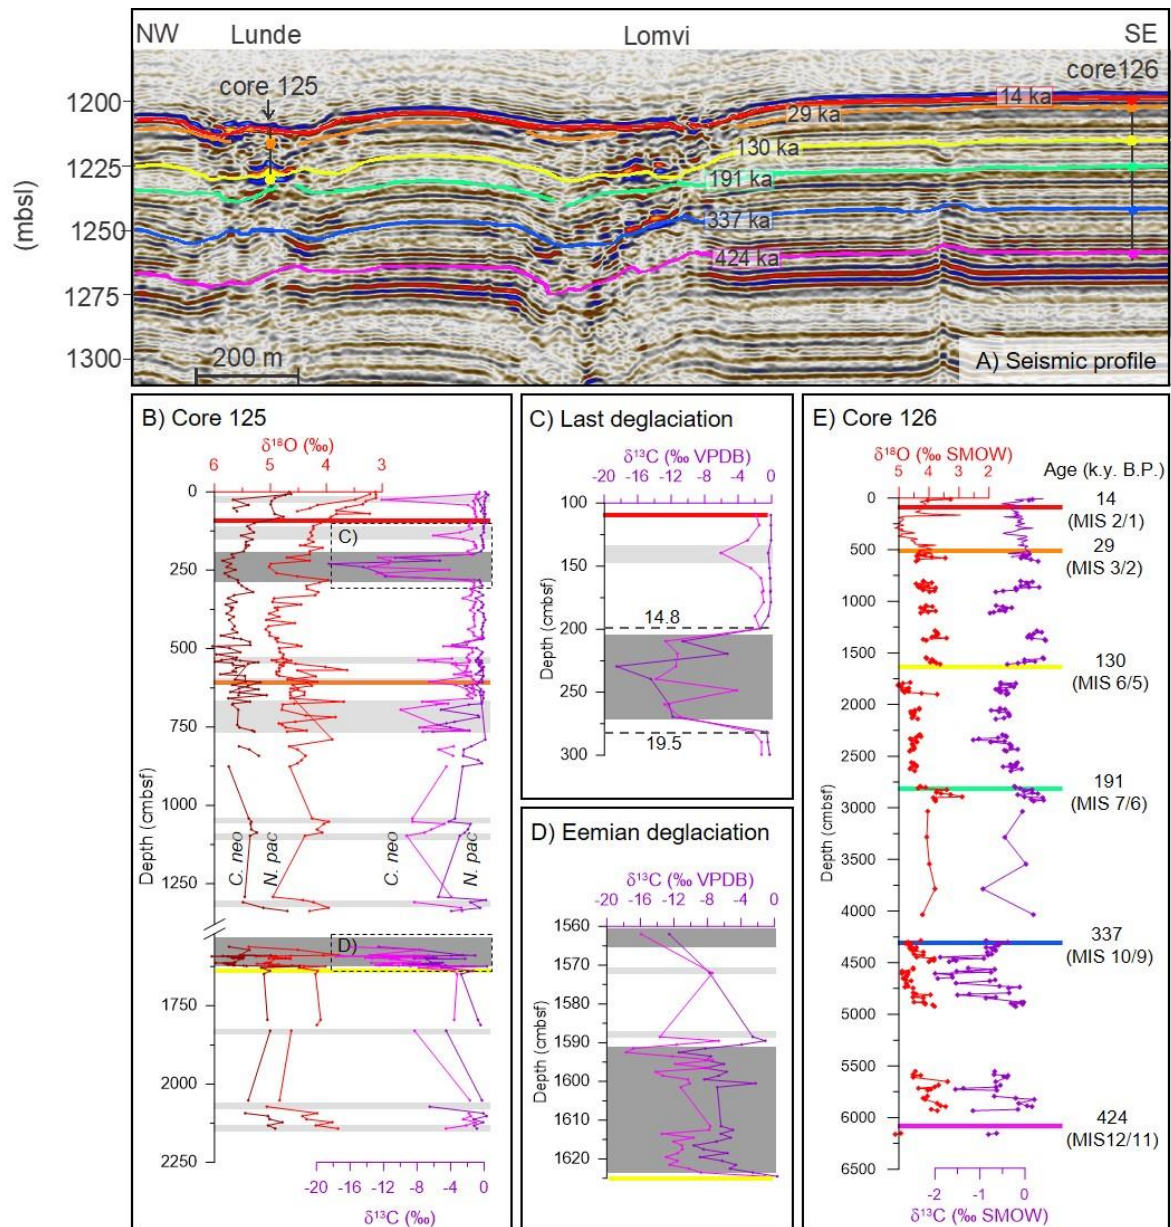 NW Lunde Lomvi SE
core 125 core126
1200
14 ka
29 ka
1225
130 ka
191 ka
(mbsl)
1250
337 ka
424 ka
1275
1300
200 m
A) Seismic profile
B) Core 125
δ¹⁸O (‰)
6 5 4 3
0
250
500
750
1000
1250
1750
2000
2250
Depth (cmbsf)
C)
C. neo
N. pac
C. neo
N. pac
D)
-20 -16 -12 -8 -4 0
δ¹³C (‰)
C) Last deglaciation
δ¹³C (‰ VPDB)
-20 -16 -12 -8 -4 0
100
150
200
250
300
Depth (cmbsf)
14.8
19.5
D) Eemian deglaciation
δ¹³C (‰ VPDB)
-20 -16 -12 -8 -4 0
1560
1570
1580
1590
1600
1610
1620
Depth (cmbsf)
E) Core 126
δ¹⁸O (‰ SMOW)
5 4 3 2
Age (k.y. B.P.)
0
500
1000
1500
2000
2500
3000
3500
4000
4500
5000
5500
6000
6500
Depth (cmbsf)
14
(MIS 2/1)
29
(MIS 3/2)
130
(MIS 6/5)
191
(MIS 7/6)
337
(MIS 10/9)
424
(MIS12/11)
-2 -1 0
δ¹³C (‰ SMOW)